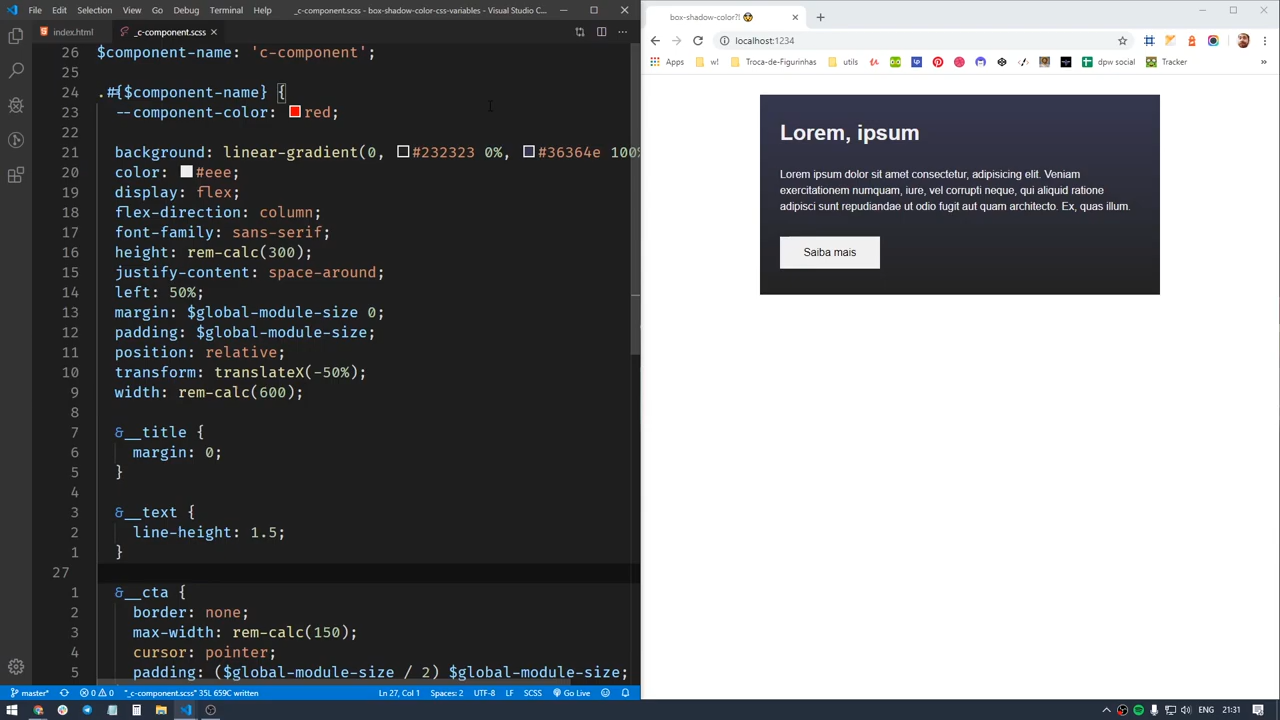 File Edit Selection View Go Debug Terminal ... _c-component.scss - box-shadow-color-css-variables - Visual Studio C...
index.html
_c-component.scss
26 $component-name: 'c-component';
25
24 .#{$component-name} {
23 --component-color: red;
22
21 background: linear-gradient(0, #232323 0%, #36364e 100%
20 color: #eee;
19 display: flex;
18 flex-direction: column;
17 font-family: sans-serif;
16 height: rem-calc(300);
15 justify-content: space-around;
14 left: 50%;
13 margin: $global-module-size 0;
12 padding: $global-module-size;
11 position: relative;
10 transform: translateX(-50%);
9 width: rem-calc(600);
8
7 &__title {
6 margin: 0;
5 }
4
3 &__text {
2 line-height: 1.5;
1 }
27
1 &__cta {
2 border: none;
3 max-width: rem-calc(150);
4 cursor: pointer;
5 padding: ($global-module-size / 2) $global-module-size;
master* 0 0 "_c-component.scss" 35L 659C written Ln 27, Col 1 Spaces: 2 UTF-8 LF SCSS Go Live
box-shadow-color?!
localhost:1234
Apps w! Troca-de-Figurinhas utils dpw social Tracker
Lorem, ipsum
Lorem ipsum dolor sit amet consectetur, adipisicing elit. Veniam
exercitationem numquam, iure, vel corrupti neque, qui aliquid ratione
adipisci sunt repudiandae ut odio fugit aut quam architecto. Ex, quas illum.
Saiba mais
ENG 21:31